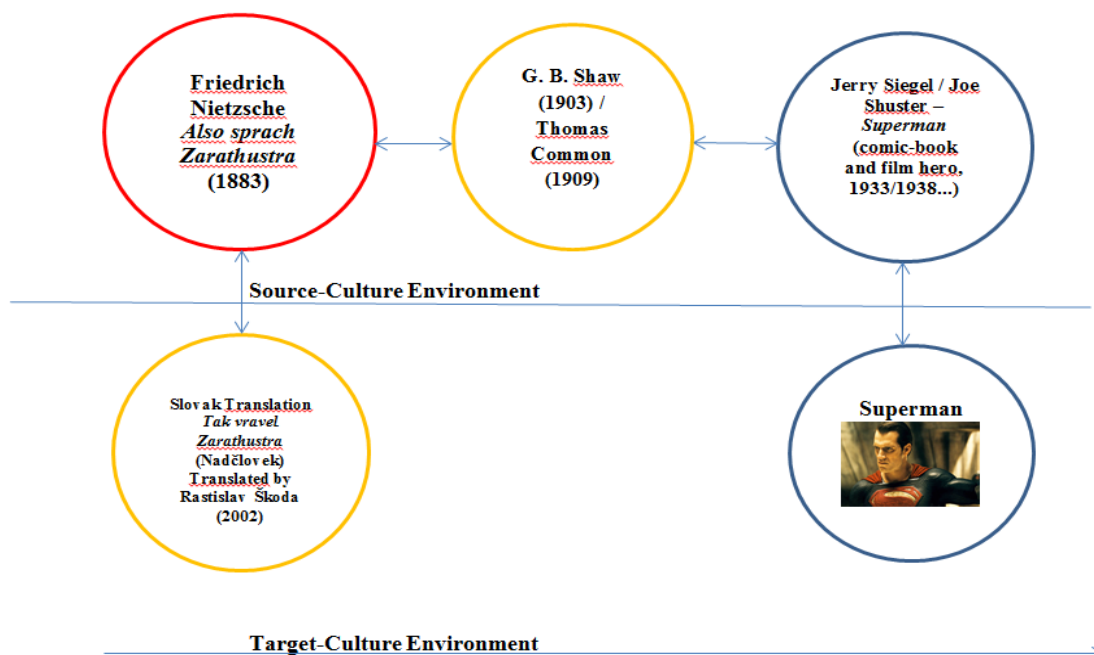 Friedrich
Nietzsche
Also sprach
Zarathustra
(1883)
G. B. Shaw
(1903) /
Thomas
Common
(1909)
Jerry Siegel / Joe
Shuster –
Superman
(comic-book
and film hero,
1933/1938...)
Source-Culture Environment
Slovak Translation
Tak vravel
Zarathustra
(Nadčlovek)
Translated by
Rastislav Škoda
(2002)
Superman
Target-Culture Environment